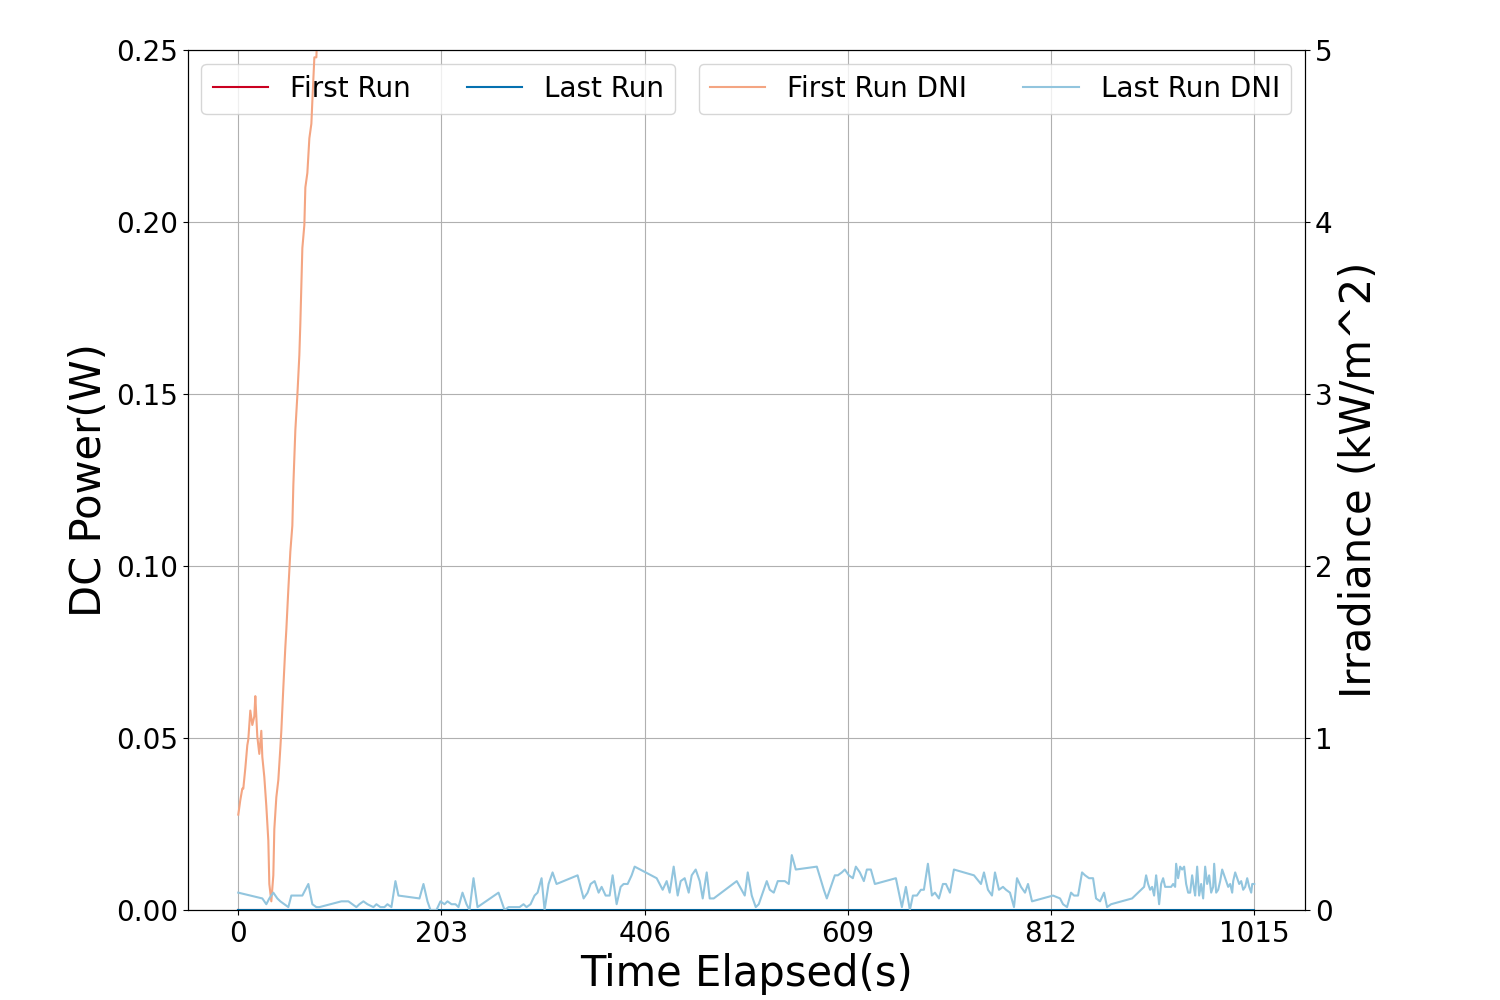 First Run
Last Run
First Run DNI
Last Run DNI
DC Power(W)
0.25
0.20
0.15
0.10
0.05
0.00
5
4
3
2
1
0
Irradiance (kW/m^2)
0 203 406 609 812 1015
Time Elapsed(s)